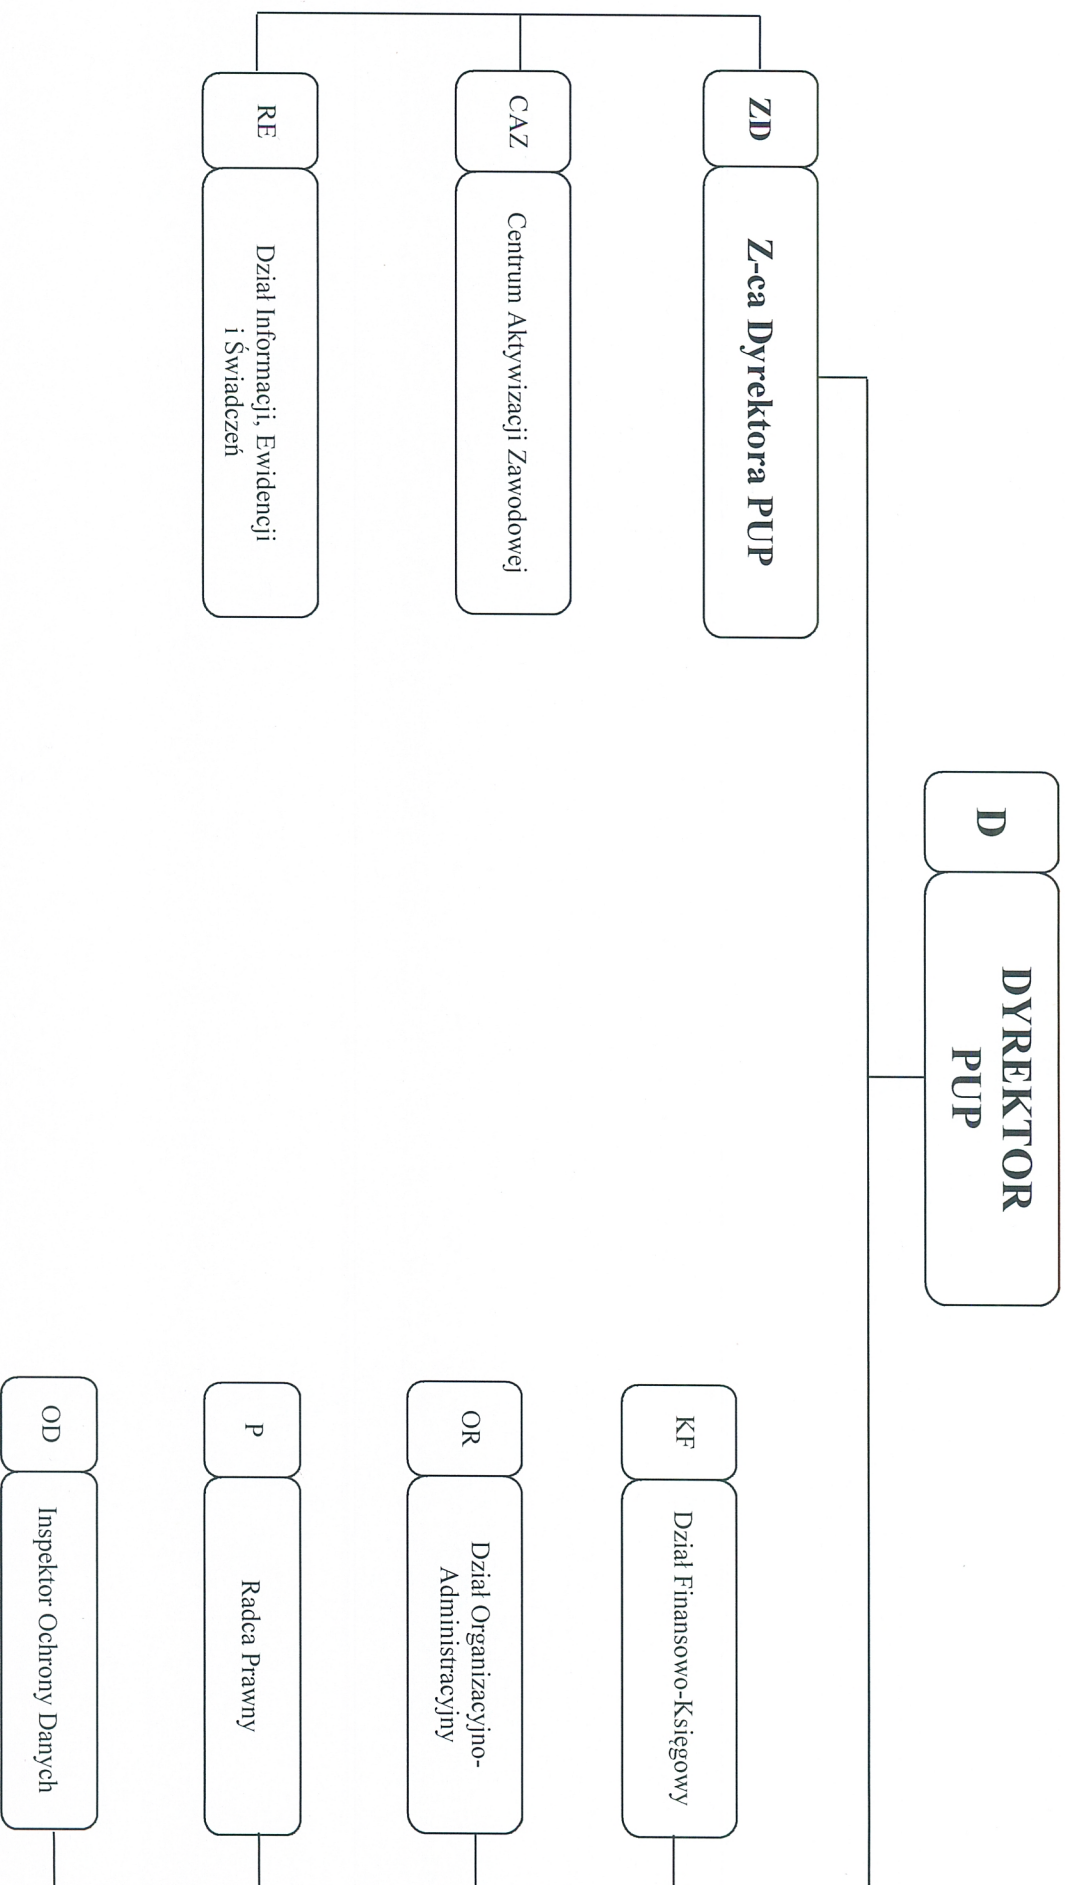 D
DYREKTOR
PUP
ZD
Z-ca Dyrektora PUP
CAZ
Centrum Aktywizacji Zawodowej
RE
Dział Informacji, Ewidencji
i Świadczeń
KF
Dział Finansowo-Księgowy
OR
Dział Organizacyjno-
Administracyjny
P
Radca Prawny
OD
Inspektor Ochrony Danych